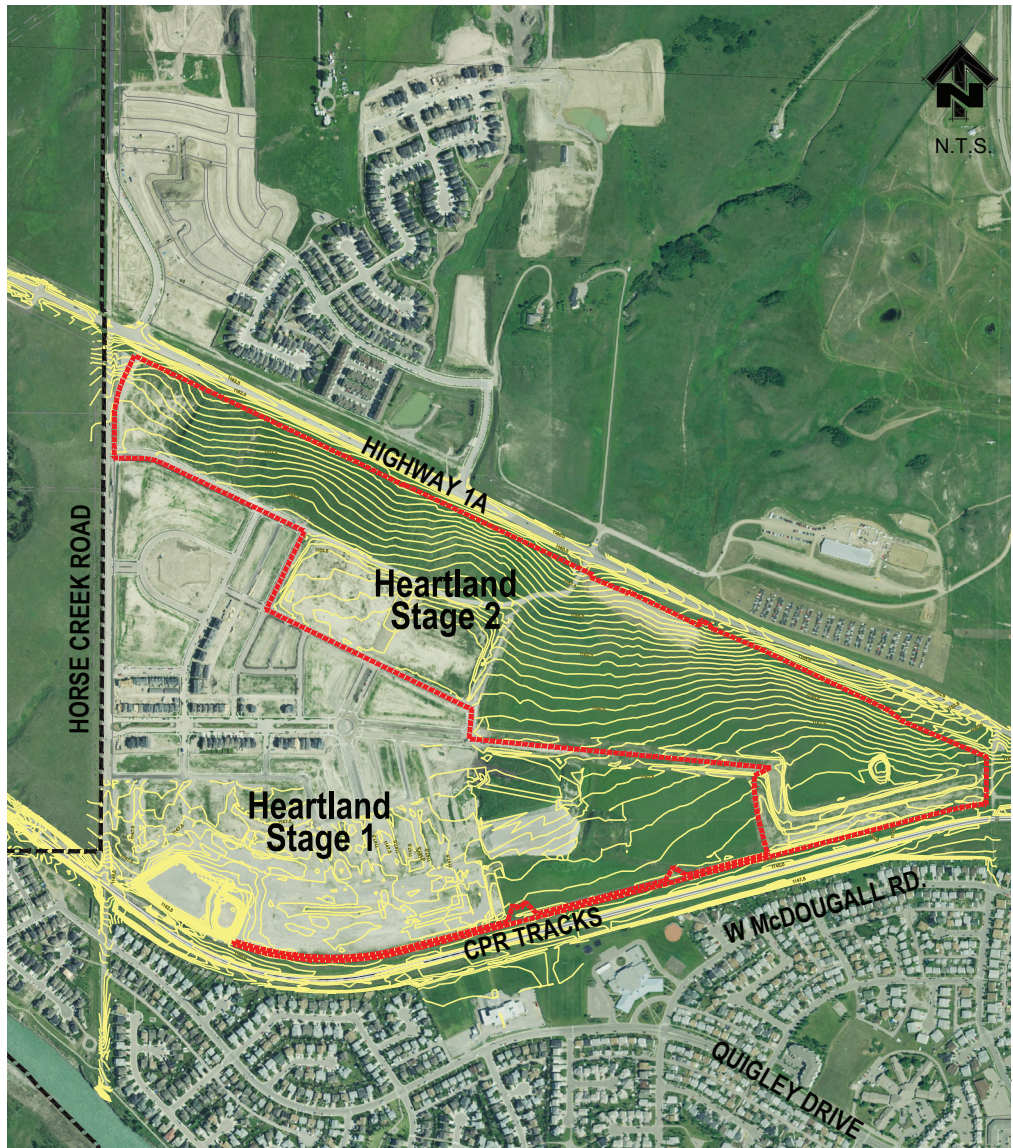 N
N.T.S.
HIGHWAY 1A
HORSE CREEK ROAD
Heartland
Stage 2
Heartland
Stage 1
CPR TRACKS
W McDOUGALL RD.
QUIGLEY DRIVE